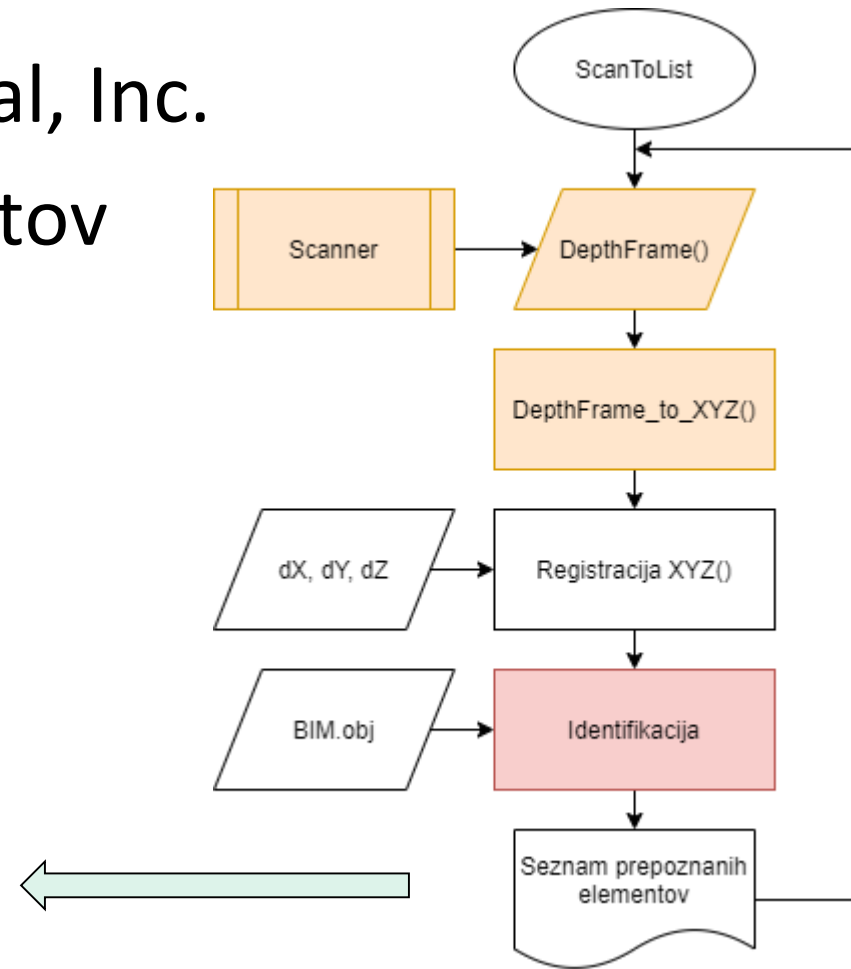 al, Inc.
tov
ScanToList
Scanner
DepthFrame()
DepthFrame_to_XYZ()
dX, dY, dZ
Registracija XYZ()
BIM.obj
Identifikacija
Seznam prepoznanih
elementov